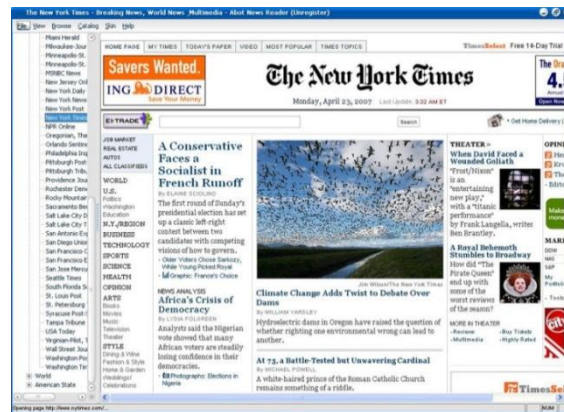 The New York Times - Breaking News, World News _Multimedia - Abot News Reader (Unregister)
File View Browse Catalog Skin Help
Miami Herald
Milwaukee-Jour
Minneapolis-St.
Minneapolis-St.
MSNBC News
New Jersey Onl
New York Daily
New York News
New York Post
New York Times
NPR Online
Oregonian, The
Orlando Sentine
Philadelphia Inq
Pittsburgh Post-
Pittsburgh Trib.
Providence Jou
Rochester Dem
Rocky Mountair
Sacramento Bee
Salt Lake City D
Salt Lake City T
San Antonio Exp
San Diego Union
San Francisco C
San Francisco E
San Jose Mercu
Seattle Times
South Florida S
St. Louis Post
St. Petersburg
Syracuse Post
Tampa Tribune
USA Today
Virginian-Pilot,
Wall Street Jour
Washington Pos
Washington Tim
World
American State
HOME PAGE MY TIMES TODAY'S PAPER VIDEO MOST POPULAR TIMES TOPICS
TimesSelect Free 14-Day Trial
Savers Wanted.
ING DIRECT
Save Your Money
The New York Times
Monday, April 23, 2007 Last Update: 9:32 AM ET
The Ora
4.
Open Now
E*TRADE
Search
Get Home Delivery
JOB MARKET
REAL ESTATE
AUTOS
ALL CLASSIFIEDS
WORLD
U.S.
Politics
Washington
Education
N.Y./REGION
BUSINESS
TECHNOLOGY
SPORTS
SCIENCE
HEALTH
OPINION
ARTS
Books
Movies
Music
Television
Theater
STYLE
Dining & Wine
Fashion & Style
Home & Garden
Weddings/
Celebrations
A Conservative
Faces a
Socialist in
French Runoff
By ELAINE SCIOLINO
The first round of Sunday's
presidential election has set
up a classic left-right
contest between two
candidates with competing
visions of how to govern.
Older Voters Chose Sarkozy,
While Young Picked Royal
Graphic: France's Choice
NEWS ANALYSIS
Africa's Crisis of
Democracy
By LYDIA POLGREEN
Analysts said the Nigerian
vote showed that many
African voters are steadily
losing confidence in their
democracies.
Photographs: Elections in
Nigeria
Jim Wilson/The New York Times
Climate Change Adds Twist to Debate Over
Dams
By WILLIAM YARDLEY
Hydroelectric dams in Oregon have raised the question of
whether righting one environmental wrong can lead to
another.
At 73, a Battle-Tested but Unwavering Cardinal
By MICHAEL POWELL
A white-haired prince of the Roman Catholic Church
remains something of a riddle.
THEATER »
When David Faced a
Wounded Goliath
"Frost/Nixon"
is an
"entertaining
new play,"
with a "titanic
performance"
by Frank Langella, writes
Ben Brantley.
A Royal Behemoth
Stumbles to Broadway
How did "The
Pirate Queen"
end up with
some of the
worst reviews
of the season?
MORE IN THEATER
Reviews Buy Tickets
Multimedia Highly Rated
OPINI
MARK
My
Portfoli
TimesSel
Opening page http://www.nytimes.com/...
NUM